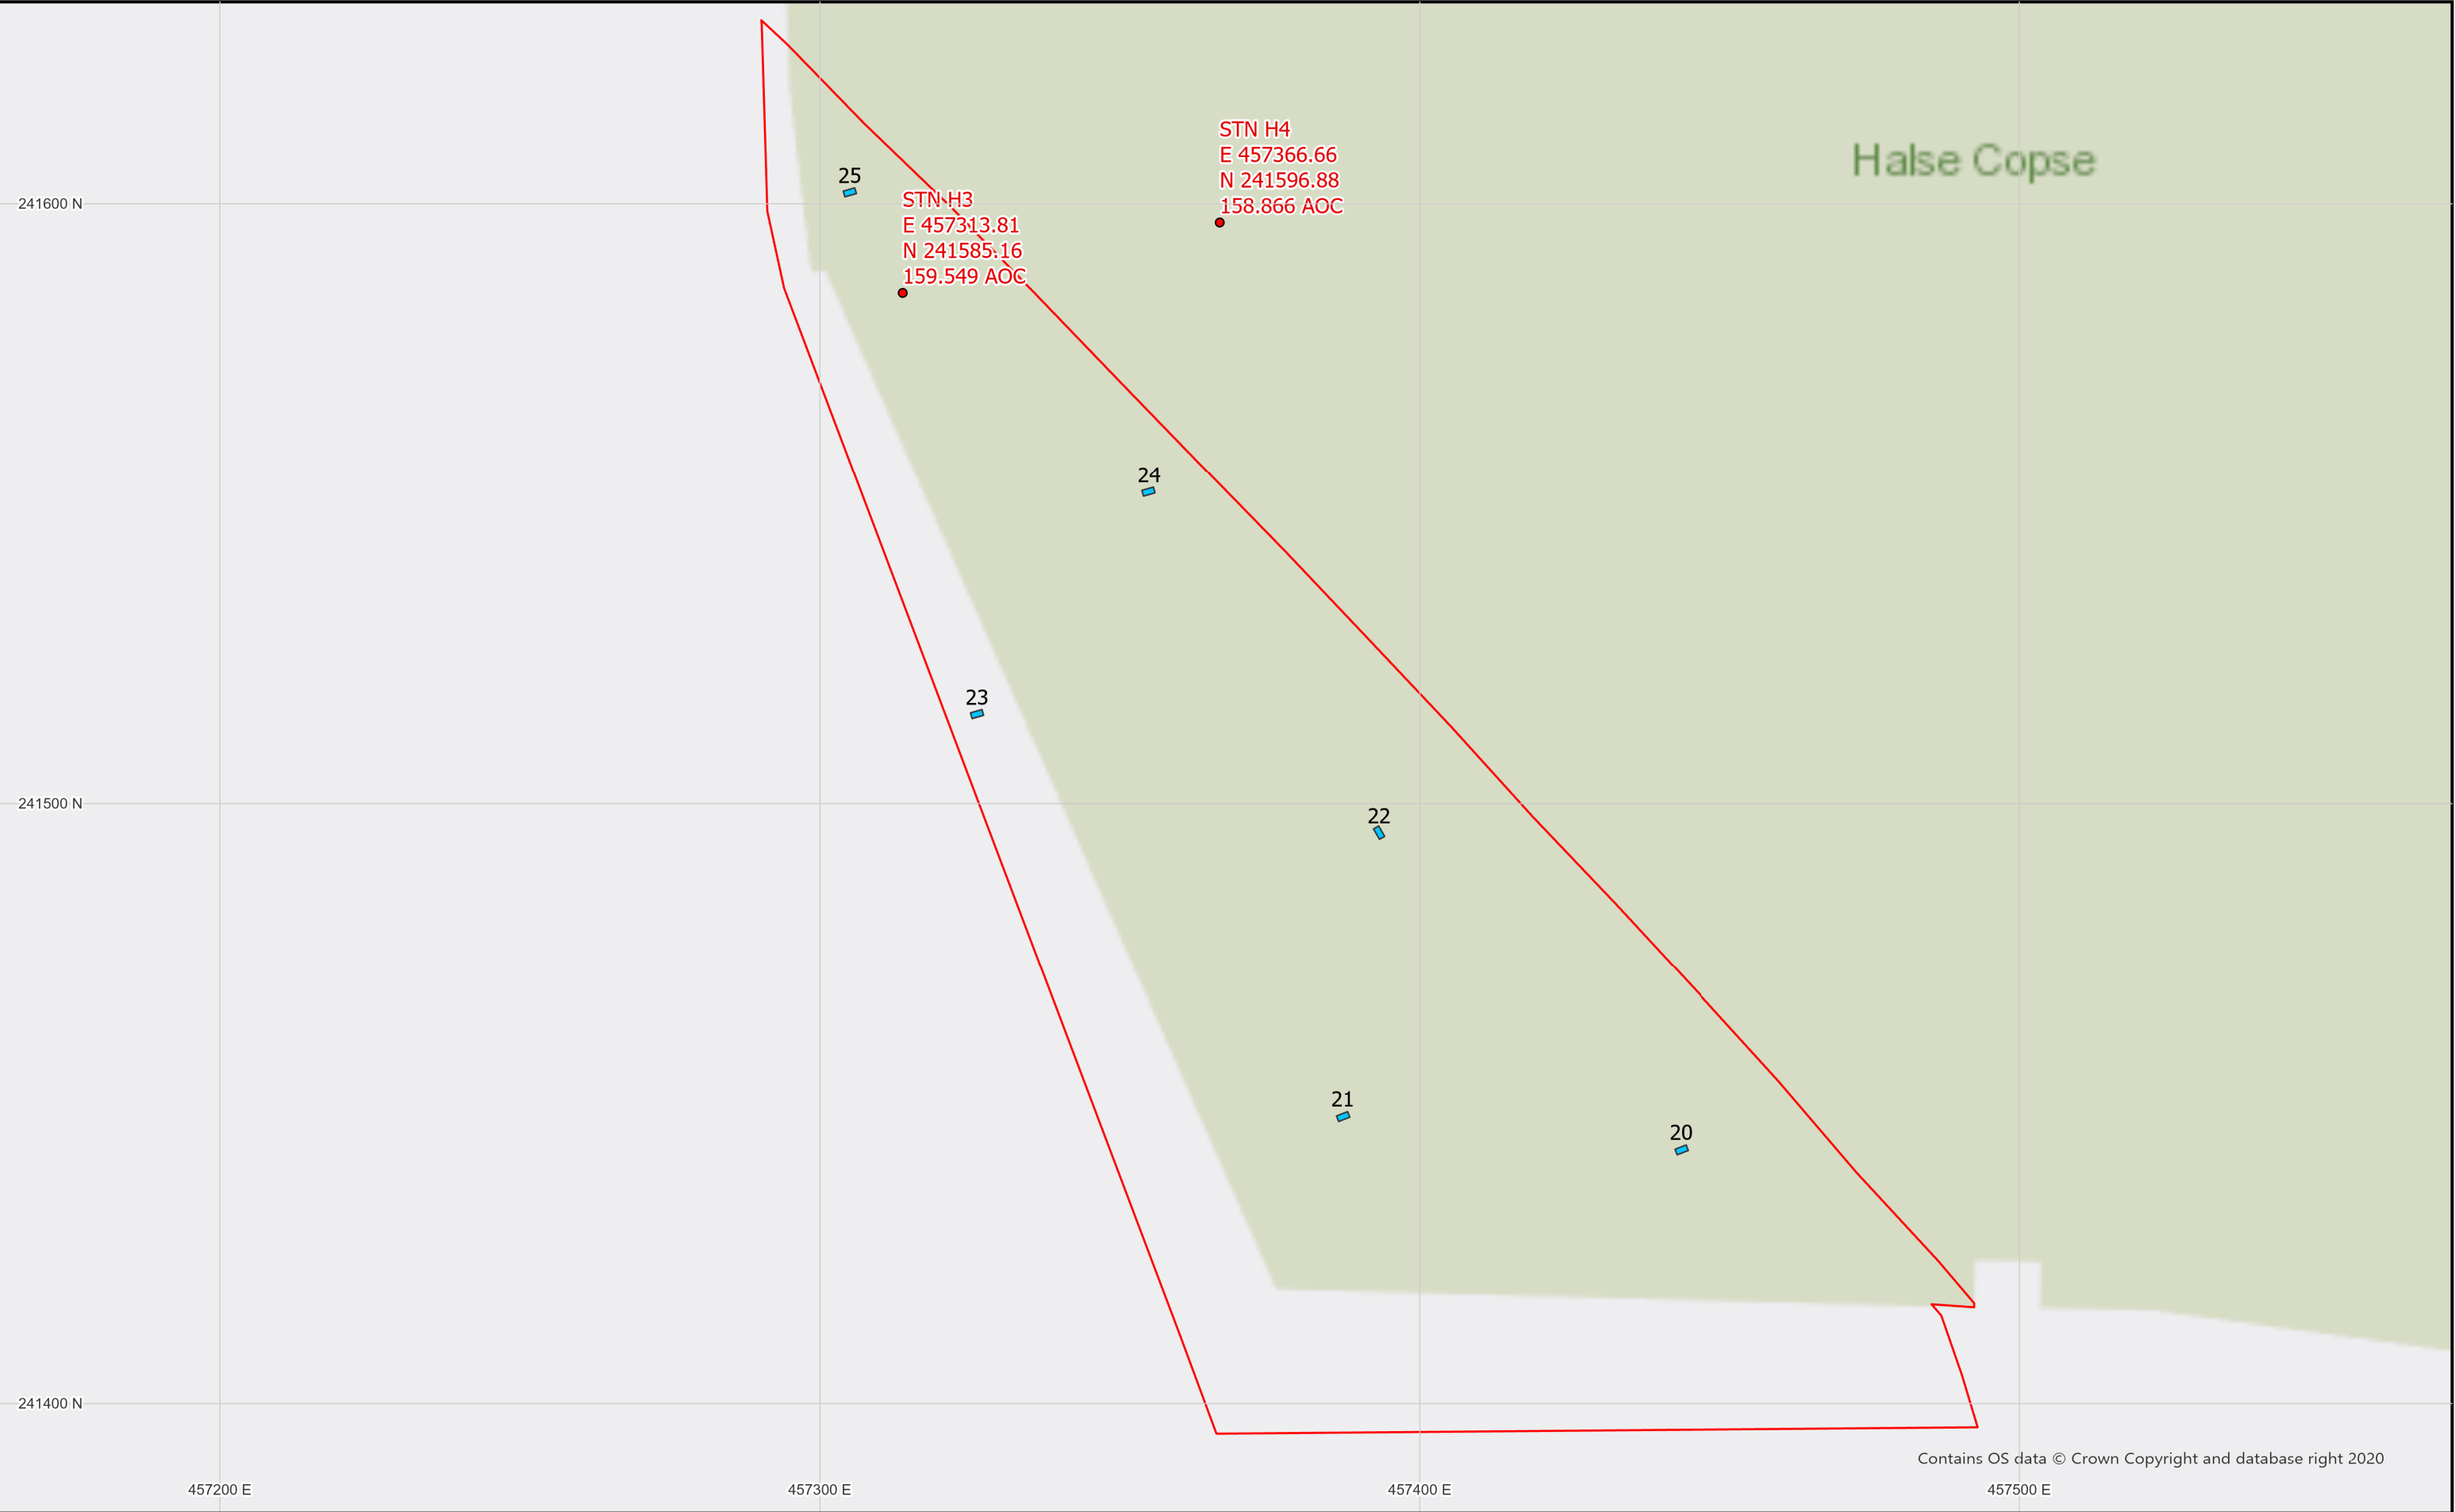 STN H4
E 457366.66
N 241596.88
158.866 AOC
Halse Copse
25
STN H3
E 457313.81
N 241585.16
159.549 AOC
241600 N
24
23
241500 N
22
21
20
241400 N
Contains OS data © Crown Copyright and database right 2020
457200 E
457300 E
457400 E
457500 E